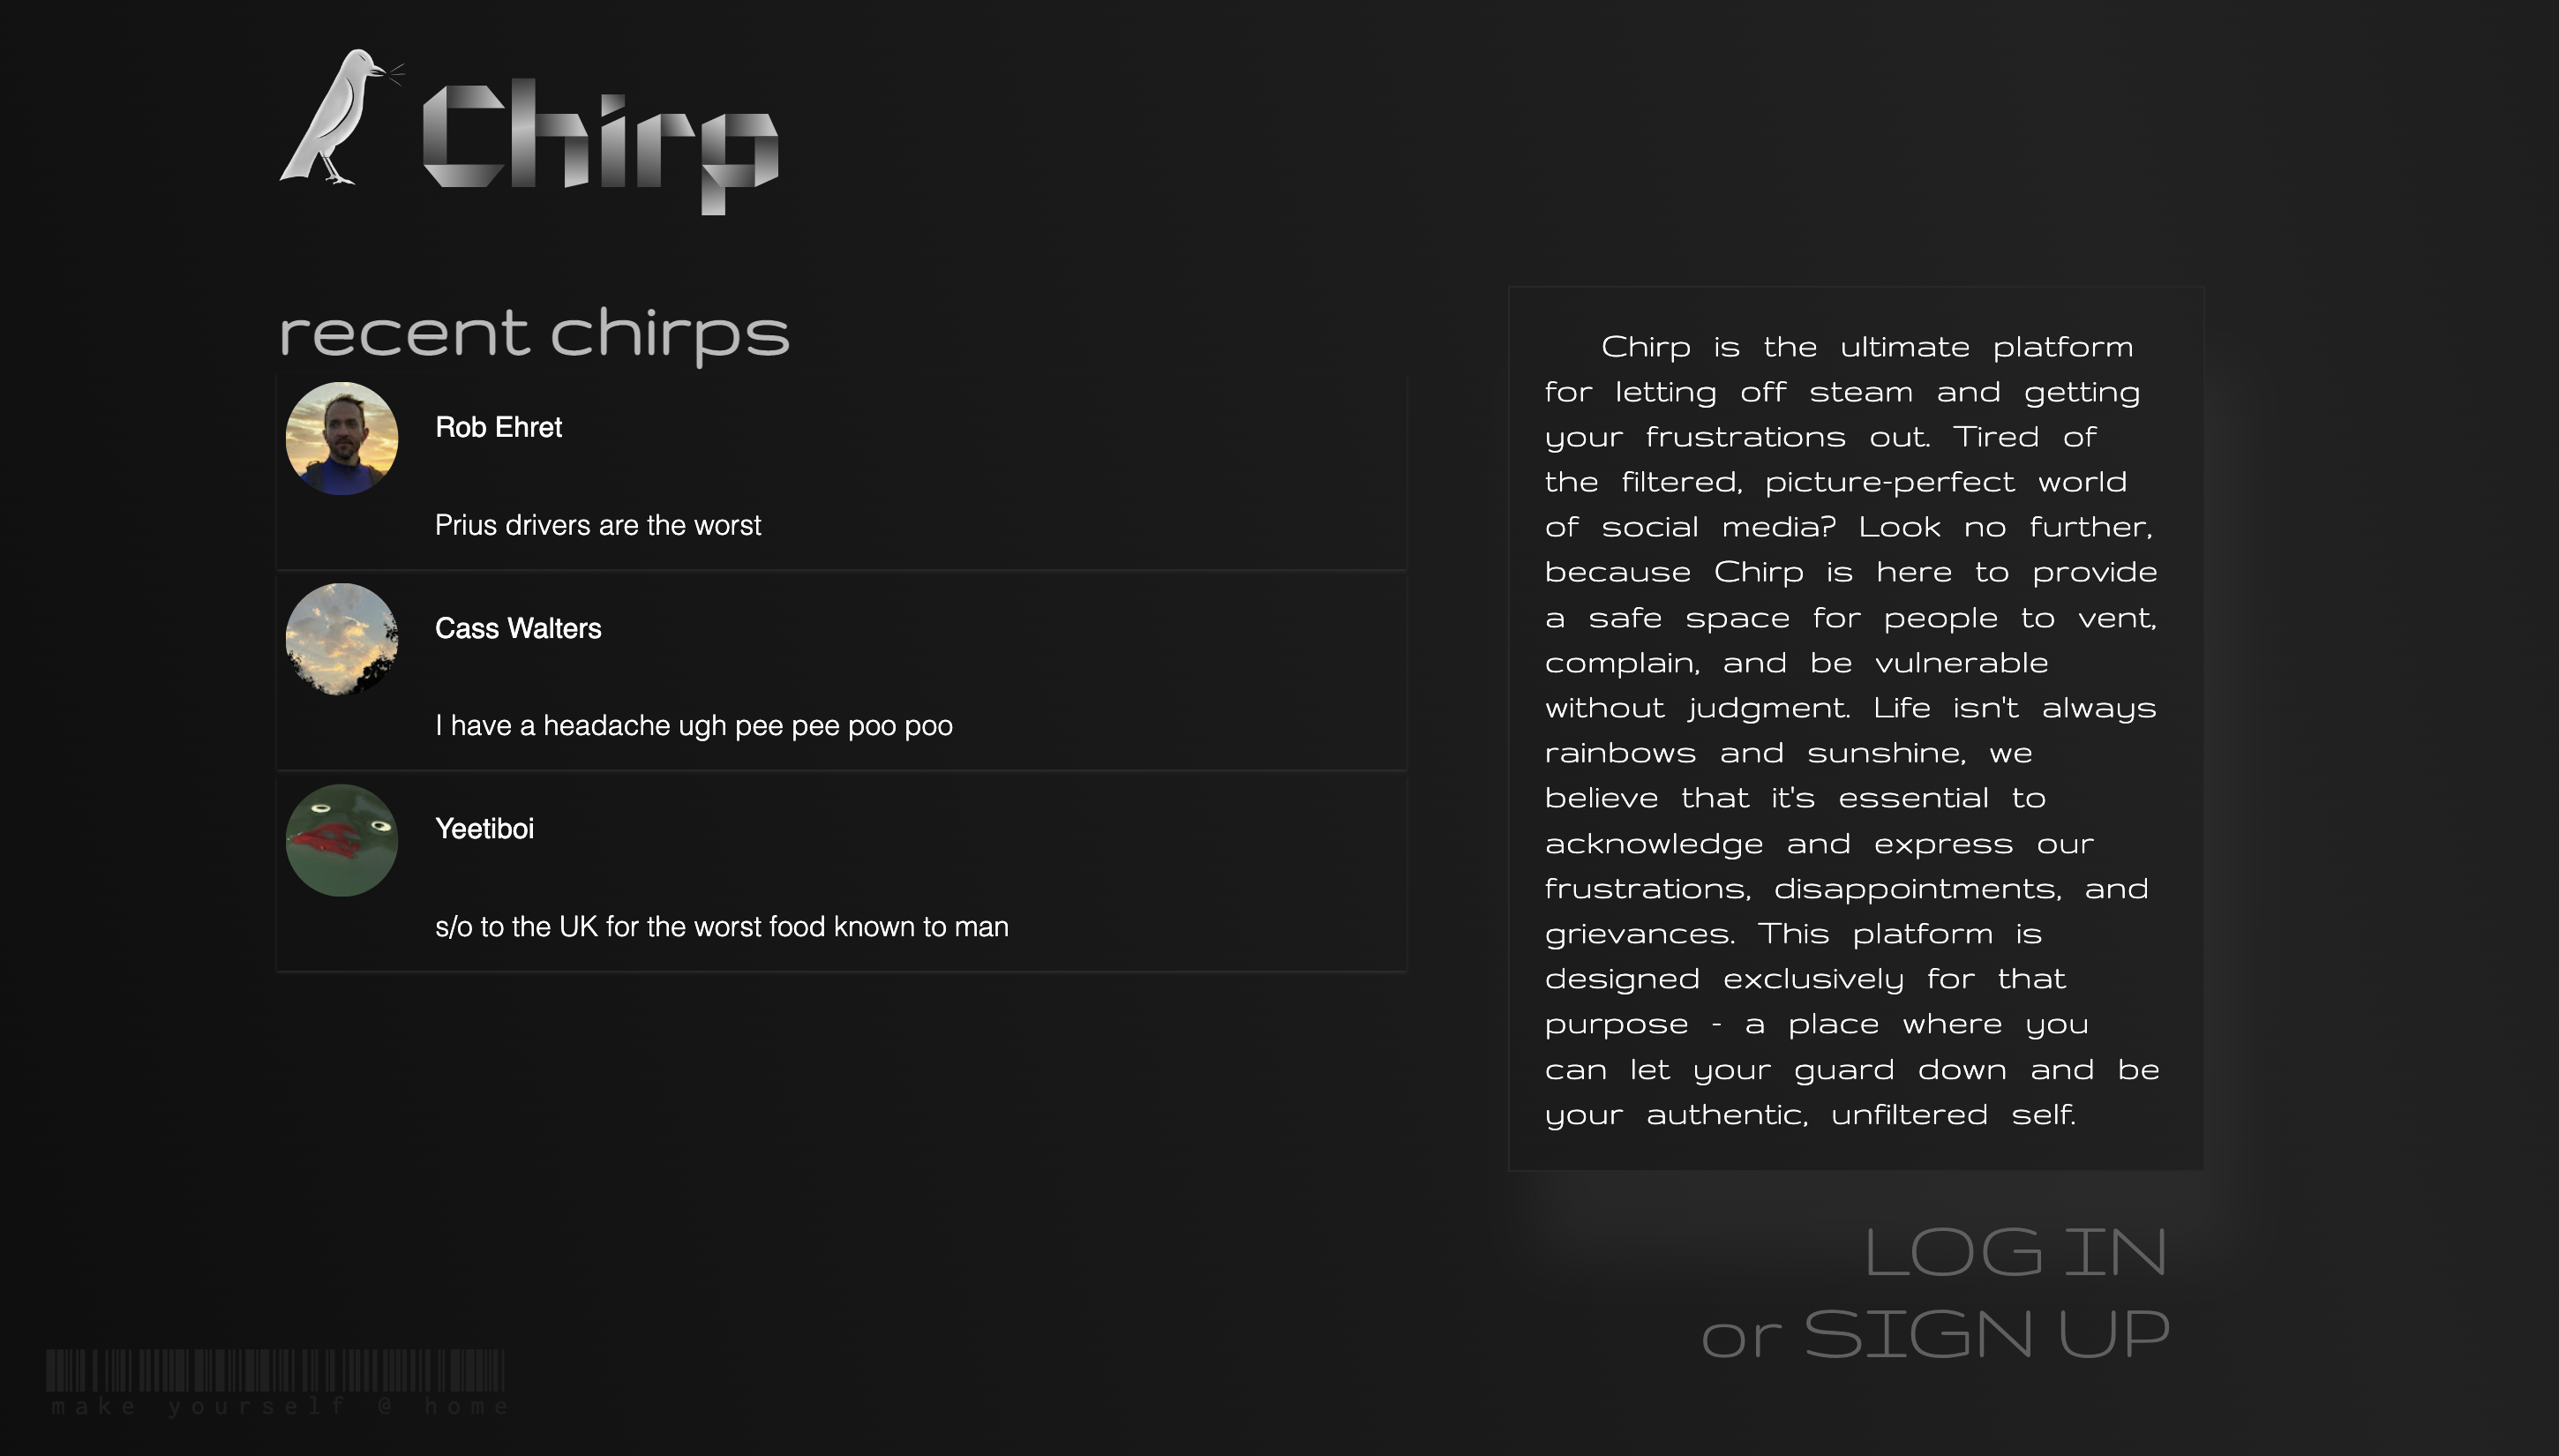 Chirp
recent chirps
Rob Ehret
Prius drivers are the worst
Cass Walters
I have a headache ugh pee pee poo poo
Yeetiboi
s/o to the UK for the worst food known to man
Chirp is the ultimate platform
for letting off steam and getting
your frustrations out. Tired of
the filtered, picture-perfect world
of social media? Look no further,
because Chirp is here to provide
a safe space for people to vent,
complain, and be vulnerable
without judgment. Life isn't always
rainbows and sunshine, we
believe that it's essential to
acknowledge and express our
frustrations, disappointments, and
grievances. This platform is
designed exclusively for that
purpose - a place where you
can let your guard down and be
your authentic, unfiltered self.
LOG IN
or SIGN UP
make yourself @ home